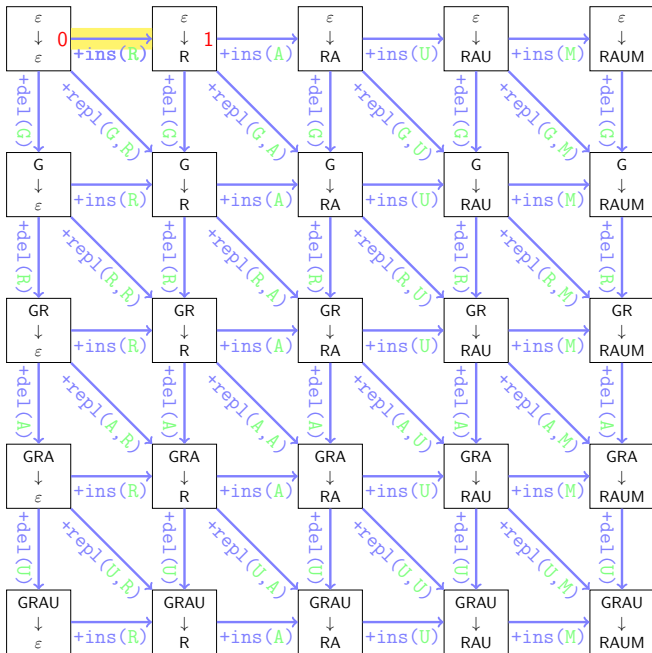 ε ε ε ε ε
↓ 0 ↓ 1 ↓ ↓ ↓
ε R RA RAU RAUM
+ins(R) +ins(A) +ins(U) +ins(M)
+del(G) +repl(G,R) +del(G) +repl(G,A) +del(G) +repl(G,U) +del(G) +repl(G,M) +del(G)
G G G G G
↓ ↓ ↓ ↓ ↓
ε R RA RAU RAUM
+ins(R) +ins(A) +ins(U) +ins(M)
+del(R) +repl(R,R) +del(R) +repl(R,A) +del(R) +repl(R,U) +del(R) +repl(R,M) +del(R)
GR GR GR GR GR
↓ ↓ ↓ ↓ ↓
ε R RA RAU RAUM
+ins(R) +ins(A) +ins(U) +ins(M)
+del(A) +repl(A,R) +del(A) +repl(A,A) +del(A) +repl(A,U) +del(A) +repl(A,M) +del(A)
GRA GRA GRA GRA GRA
↓ ↓ ↓ ↓ ↓
ε R RA RAU RAUM
+ins(R) +ins(A) +ins(U) +ins(M)
+del(U) +repl(U,R) +del(U) +repl(U,A) +del(U) +repl(U,U) +del(U) +repl(U,M) +del(U)
GRAU GRAU GRAU GRAU GRAU
↓ ↓ ↓ ↓ ↓
ε R RA RAU RAUM
+ins(R) +ins(A) +ins(U) +ins(M)